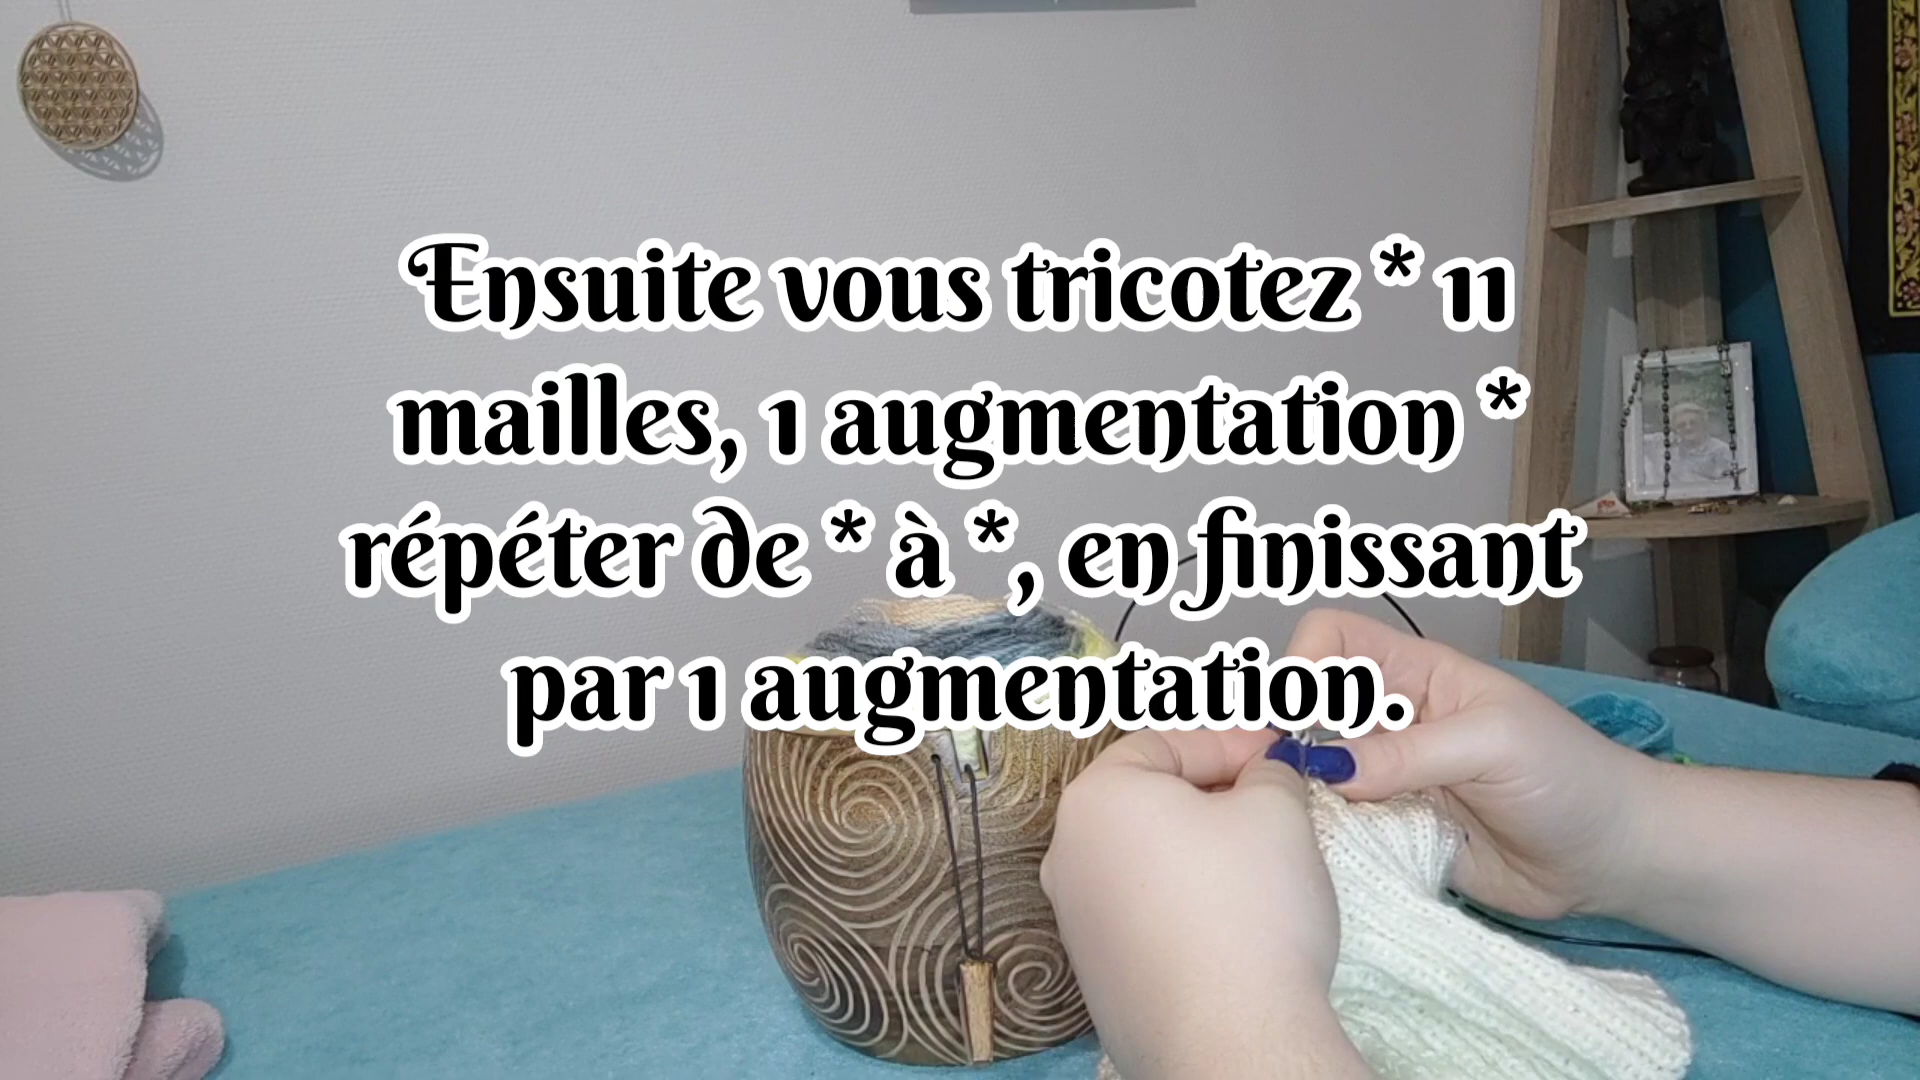 Ensuite vous tricotez * 11
mailles, 1 augmentation *
répéter de * à *, en finissant
par 1 augmentation.